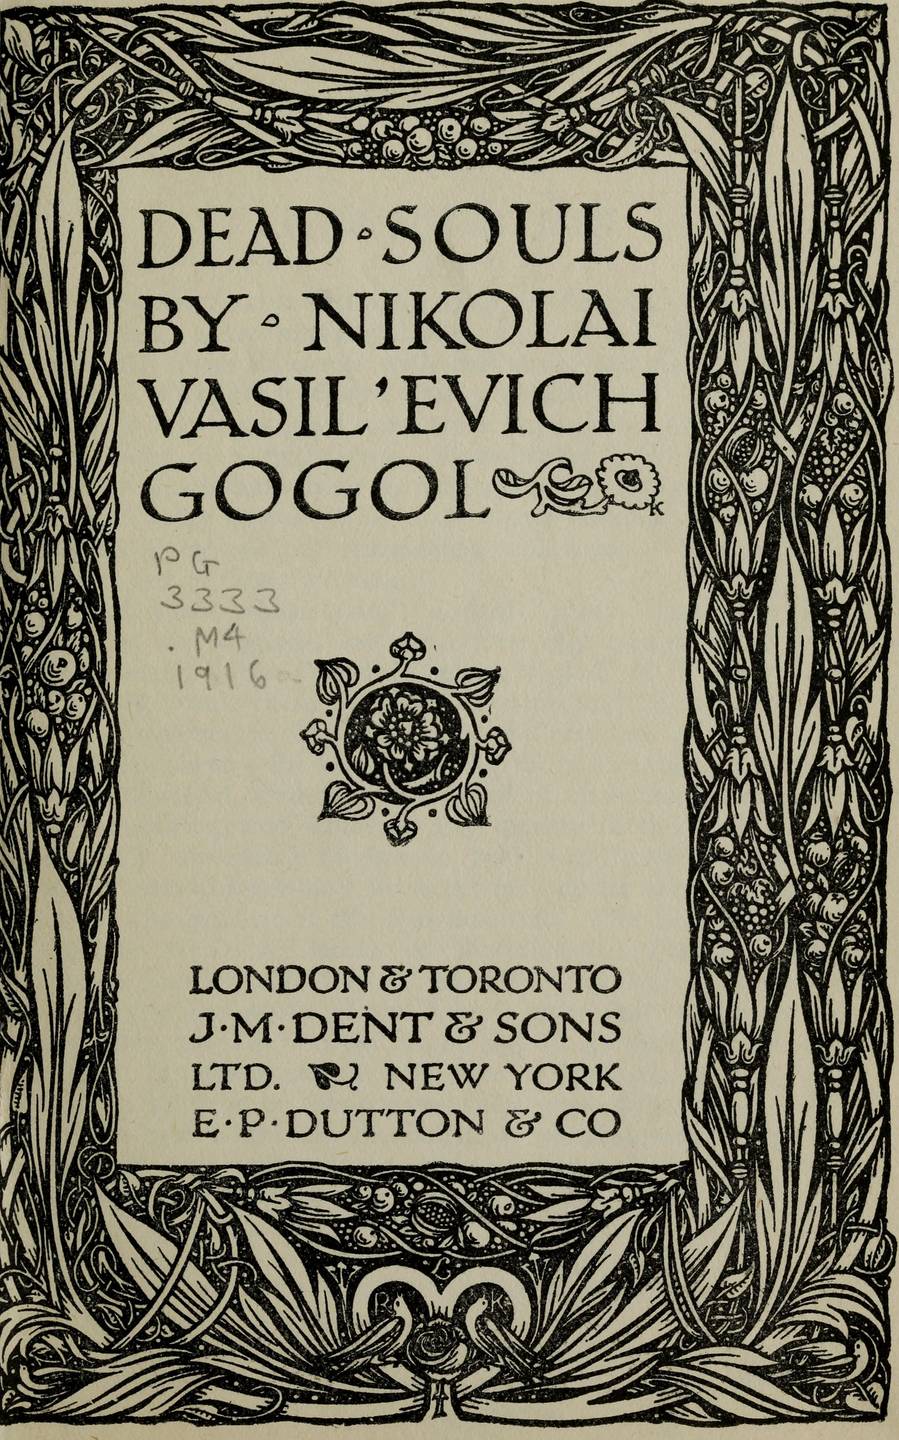 DEAD · SOULS
BY · NIKOLAI
VASIL'EVICH
GOGOL
K
PG
3333
.M4
1916
LONDON & TORONTO
J·M·DENT & SONS
LTD. NEW YORK
E·P·DUTTON & CO
R K